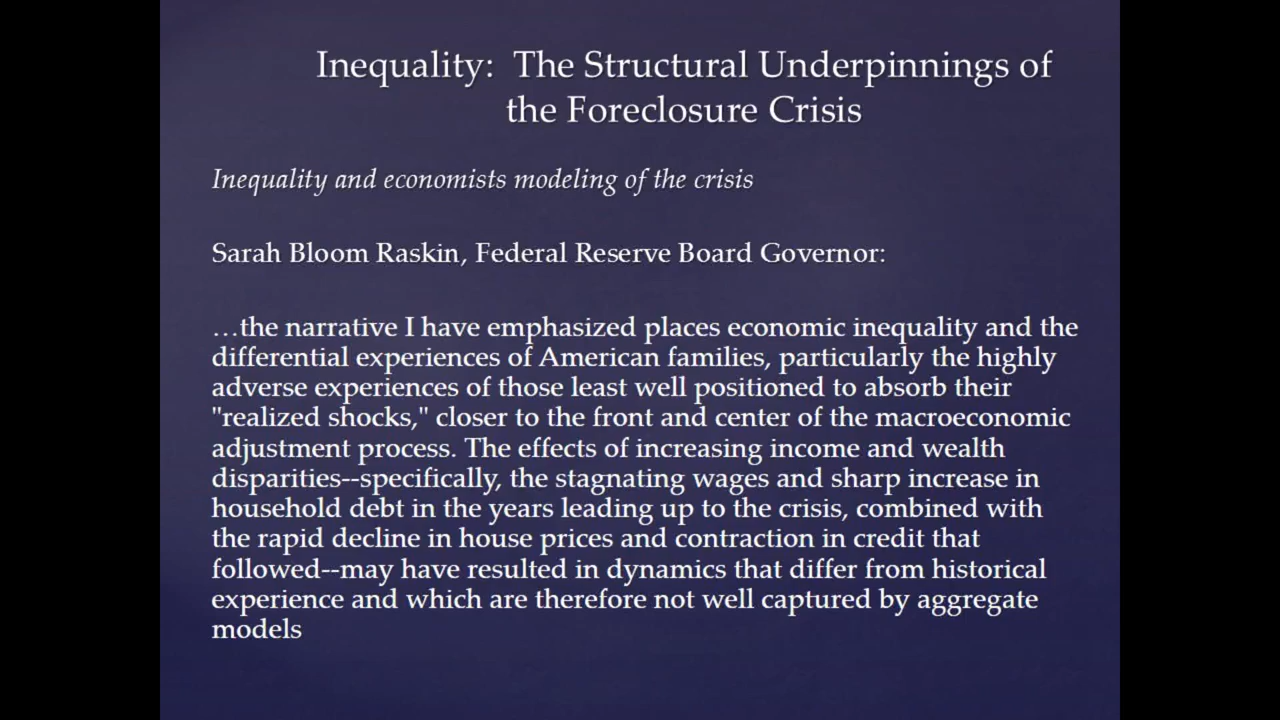 Inequality:  The Structural Underpinnings of
the Foreclosure Crisis
Inequality and economists modeling of the crisis
Sarah Bloom Raskin, Federal Reserve Board Governor:
…the narrative I have emphasized places economic inequality and the
differential experiences of American families, particularly the highly
adverse experiences of those least well positioned to absorb their
"realized shocks," closer to the front and center of the macroeconomic
adjustment process. The effects of increasing income and wealth
disparities--specifically, the stagnating wages and sharp increase in
household debt in the years leading up to the crisis, combined with
the rapid decline in house prices and contraction in credit that
followed--may have resulted in dynamics that differ from historical
experience and which are therefore not well captured by aggregate
models